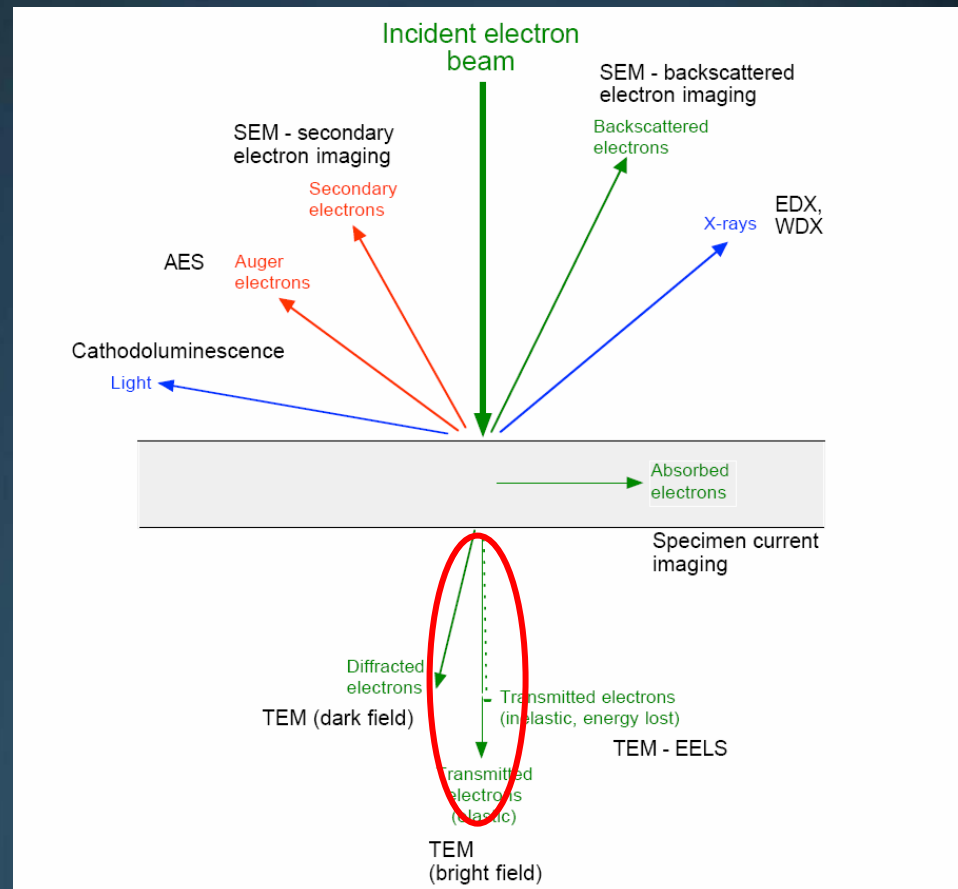 Incident electron
beam
SEM - backscattered
electron imaging
Backscattered
electrons
SEM - secondary
electron imaging
Secondary
electrons
EDX,
WDX
X-rays
AES
Auger
electrons
Cathodoluminescence
Light
Absorbed
electrons
Specimen current
imaging
Diffracted
electrons
TEM (dark field)
Transmitted electrons
(inelastic, energy lost)
TEM - EELS
Transmitted
electrons
(elastic)
TEM
(bright field)